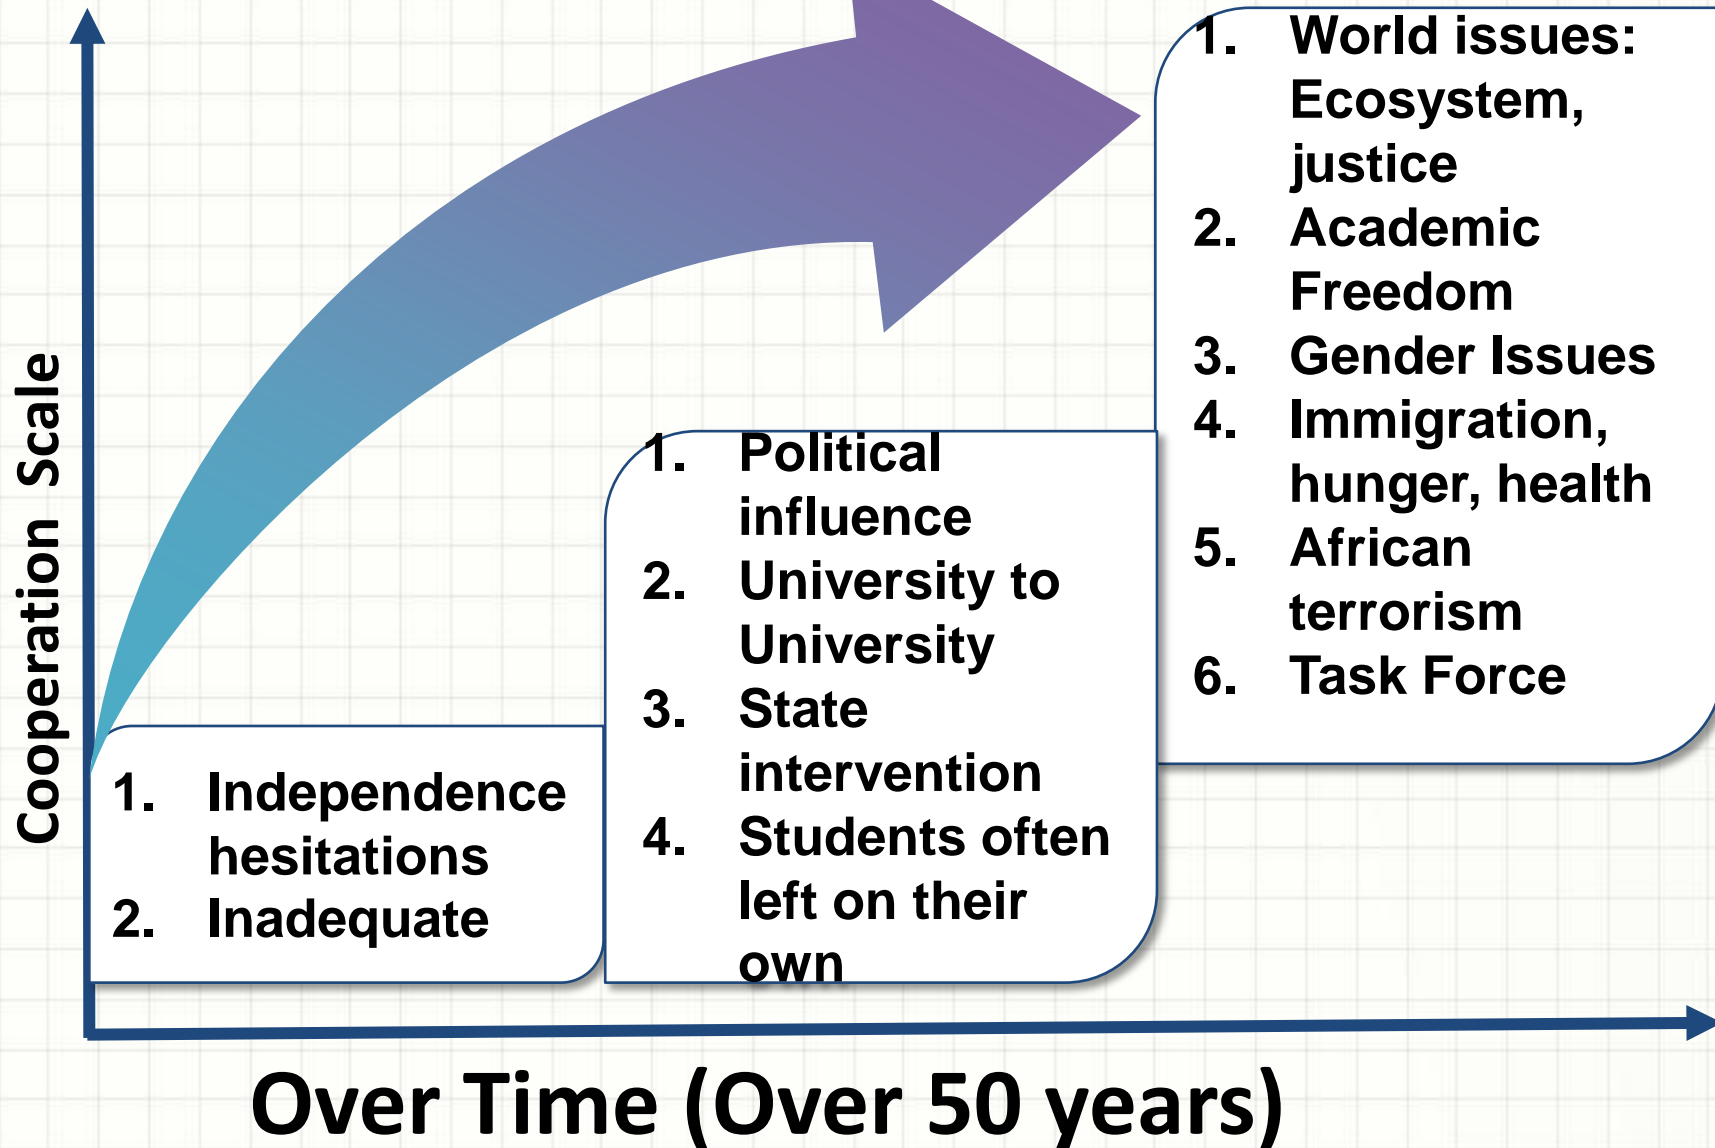 Cooperation Scale
1. Independence
hesitations
2. Inadequate
1. Political
influence
2. University to
University
3. State
intervention
4. Students often
left on their
own
1. World issues:
Ecosystem,
justice
2. Academic
Freedom
3. Gender Issues
4. Immigration,
hunger, health
5. African
terrorism
6. Task Force
Over Time (Over 50 years)